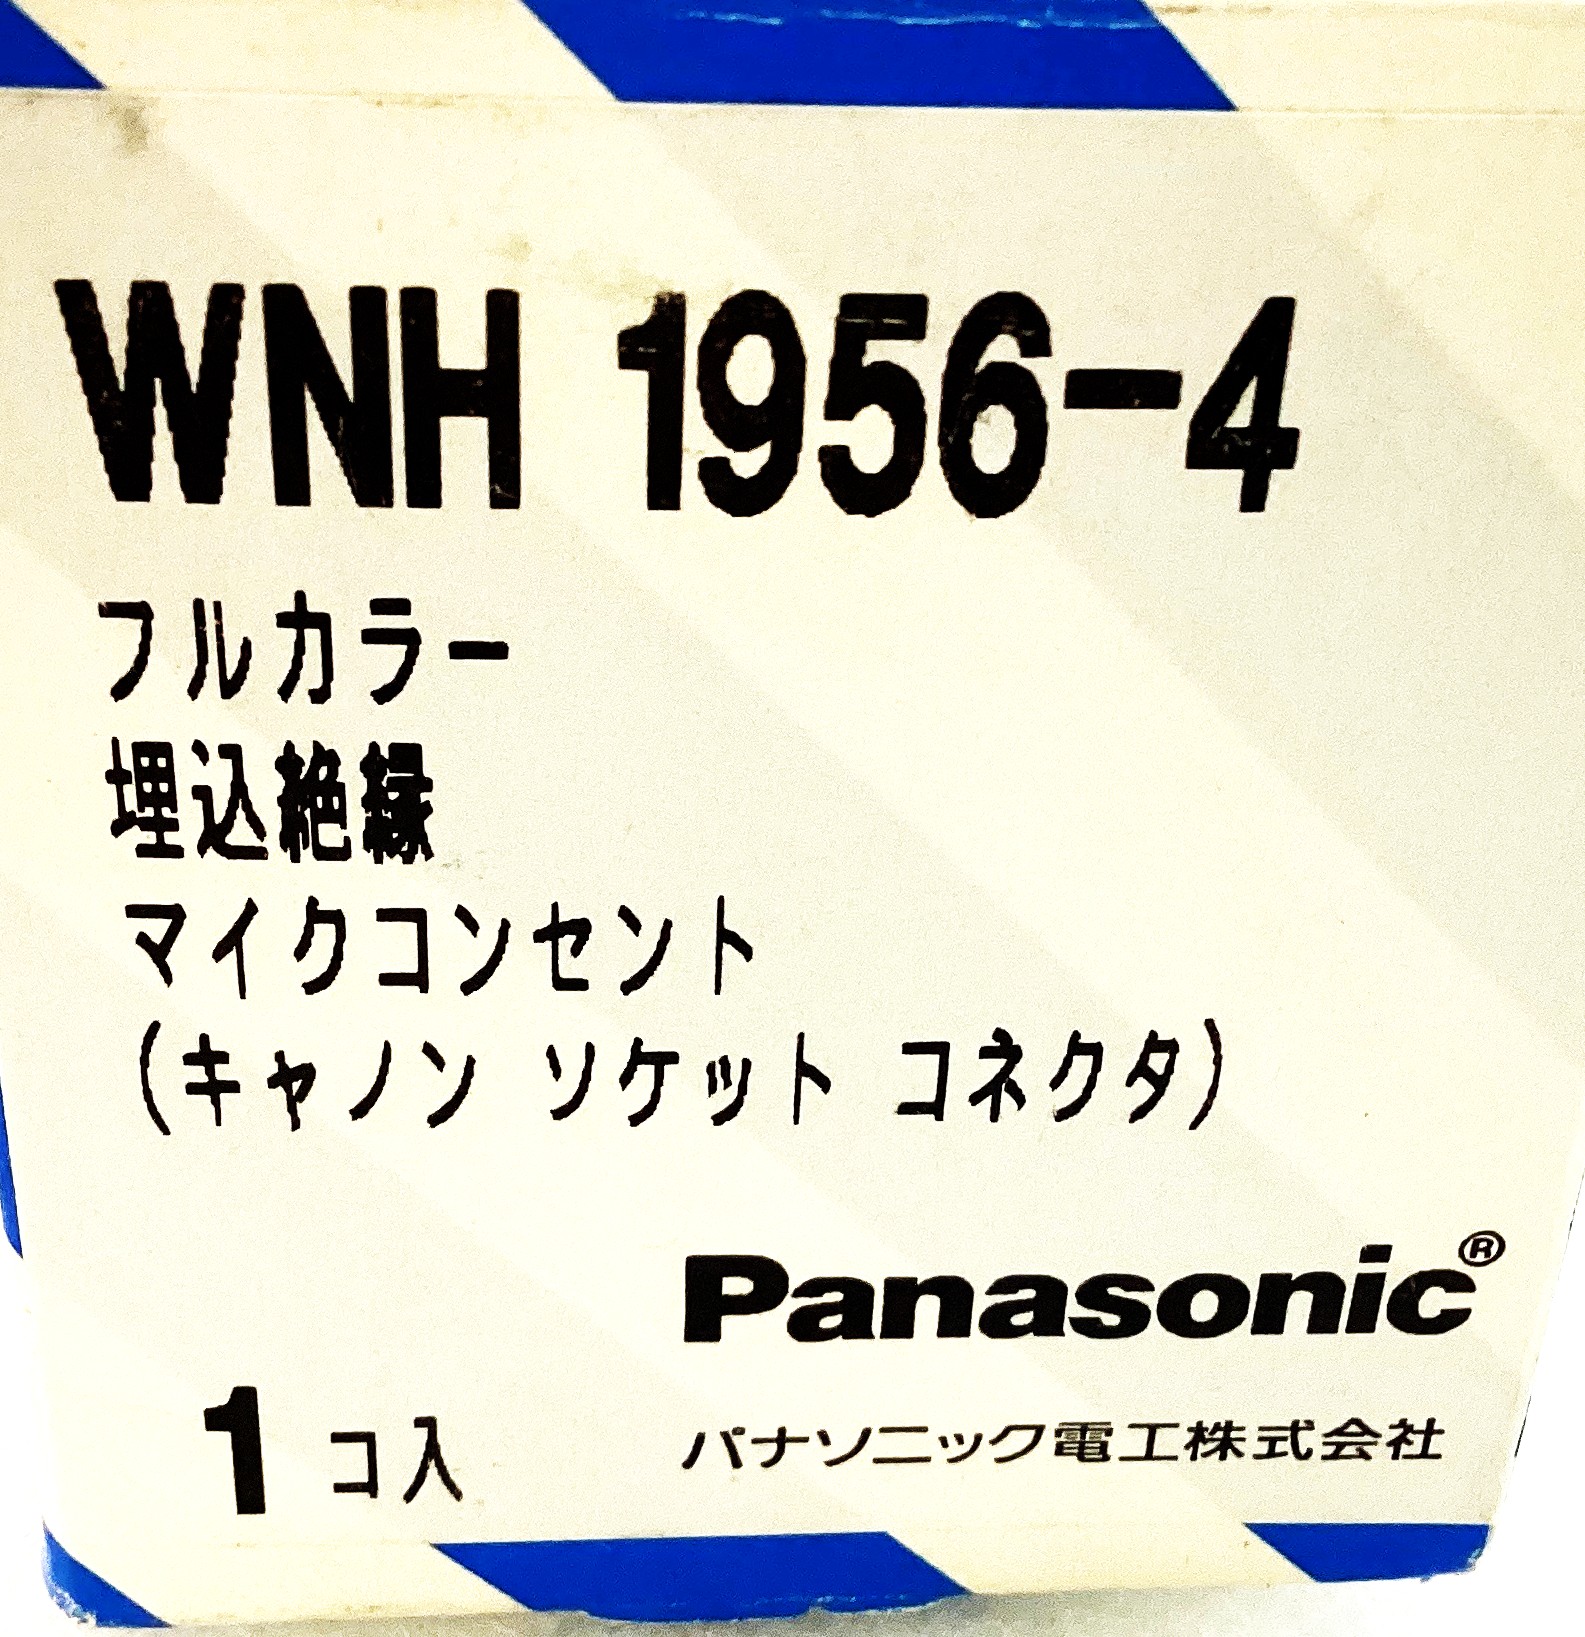 WNH 1956-4
フルカラー
埋込絶縁
マイクコンセント
(キャノン ソケット コネクタ)
Panasonic®
1コ入
パナソニック電工株式会社